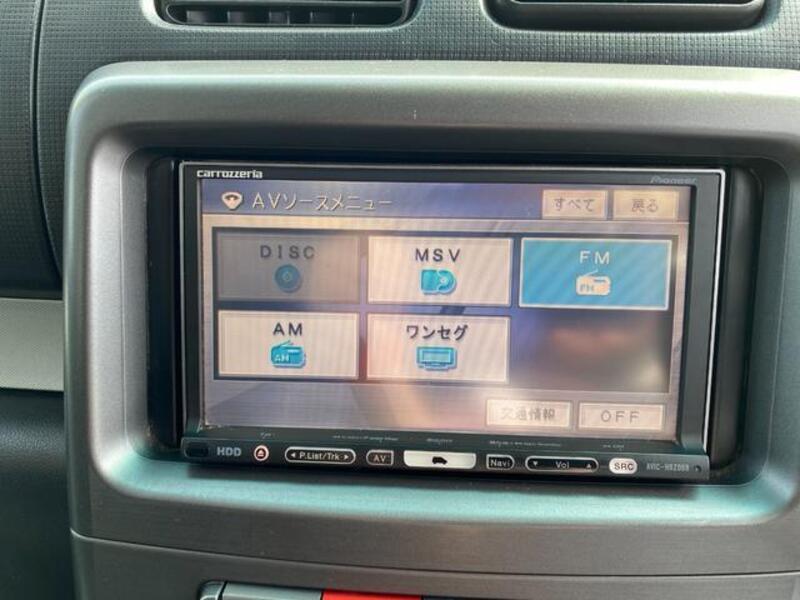 carrozzeria Pioneer
AVソースメニュー すべて 戻る
DISC MSV FM
FM
AM ワンセグ
AM
交通情報 OFF
HDD P.List/Trk AV Navi Vol SRC